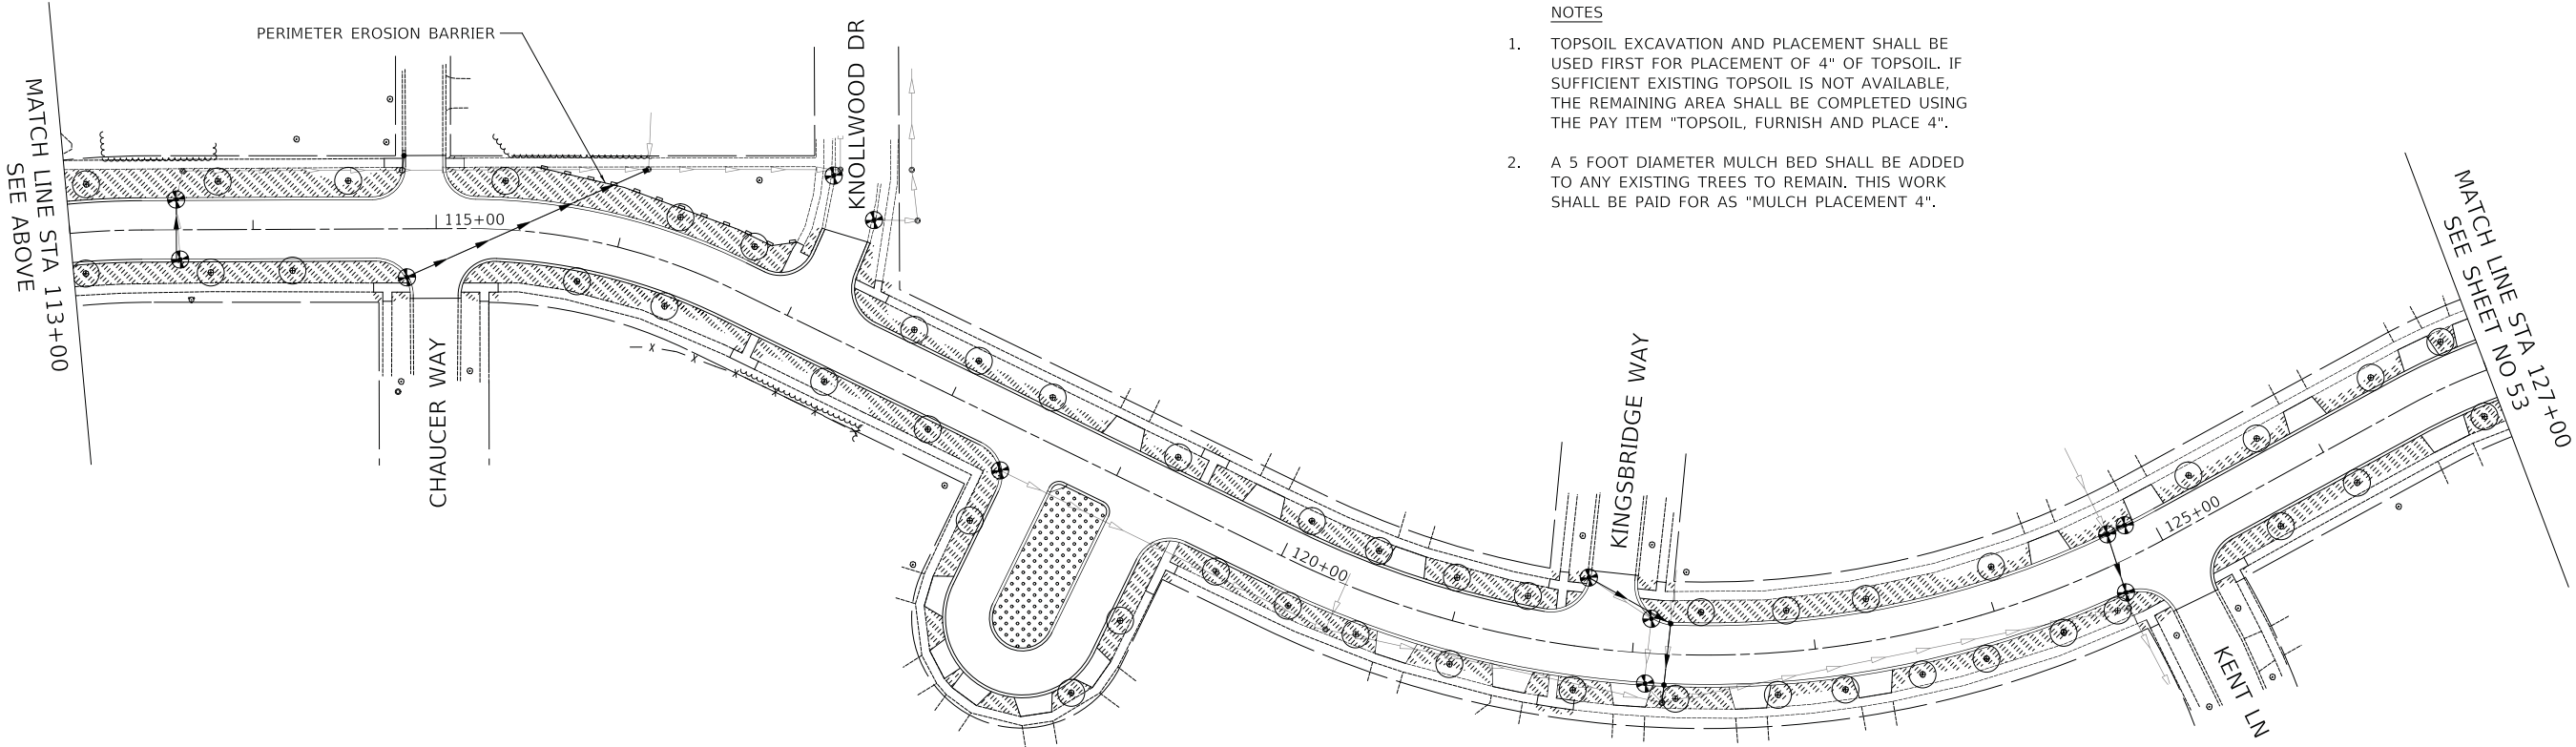 NOTES
1. TOPSOIL EXCAVATION AND PLACEMENT SHALL BE
USED FIRST FOR PLACEMENT OF 4" OF TOPSOIL. IF
SUFFICIENT EXISTING TOPSOIL IS NOT AVAILABLE,
THE REMAINING AREA SHALL BE COMPLETED USING
THE PAY ITEM "TOPSOIL, FURNISH AND PLACE 4".
2. A 5 FOOT DIAMETER MULCH BED SHALL BE ADDED
TO ANY EXISTING TREES TO REMAIN. THIS WORK
SHALL BE PAID FOR AS "MULCH PLACEMENT 4".
PERIMETER EROSION BARRIER
MATCH LINE STA 113+00
SEE ABOVE
KNOLLWOOD DR
115+00
CHAUCER WAY
120+00
KINGSBRIDGE WAY
125+00
KENT LN
MATCH LINE STA 127+00
SEE SHEET NO 53